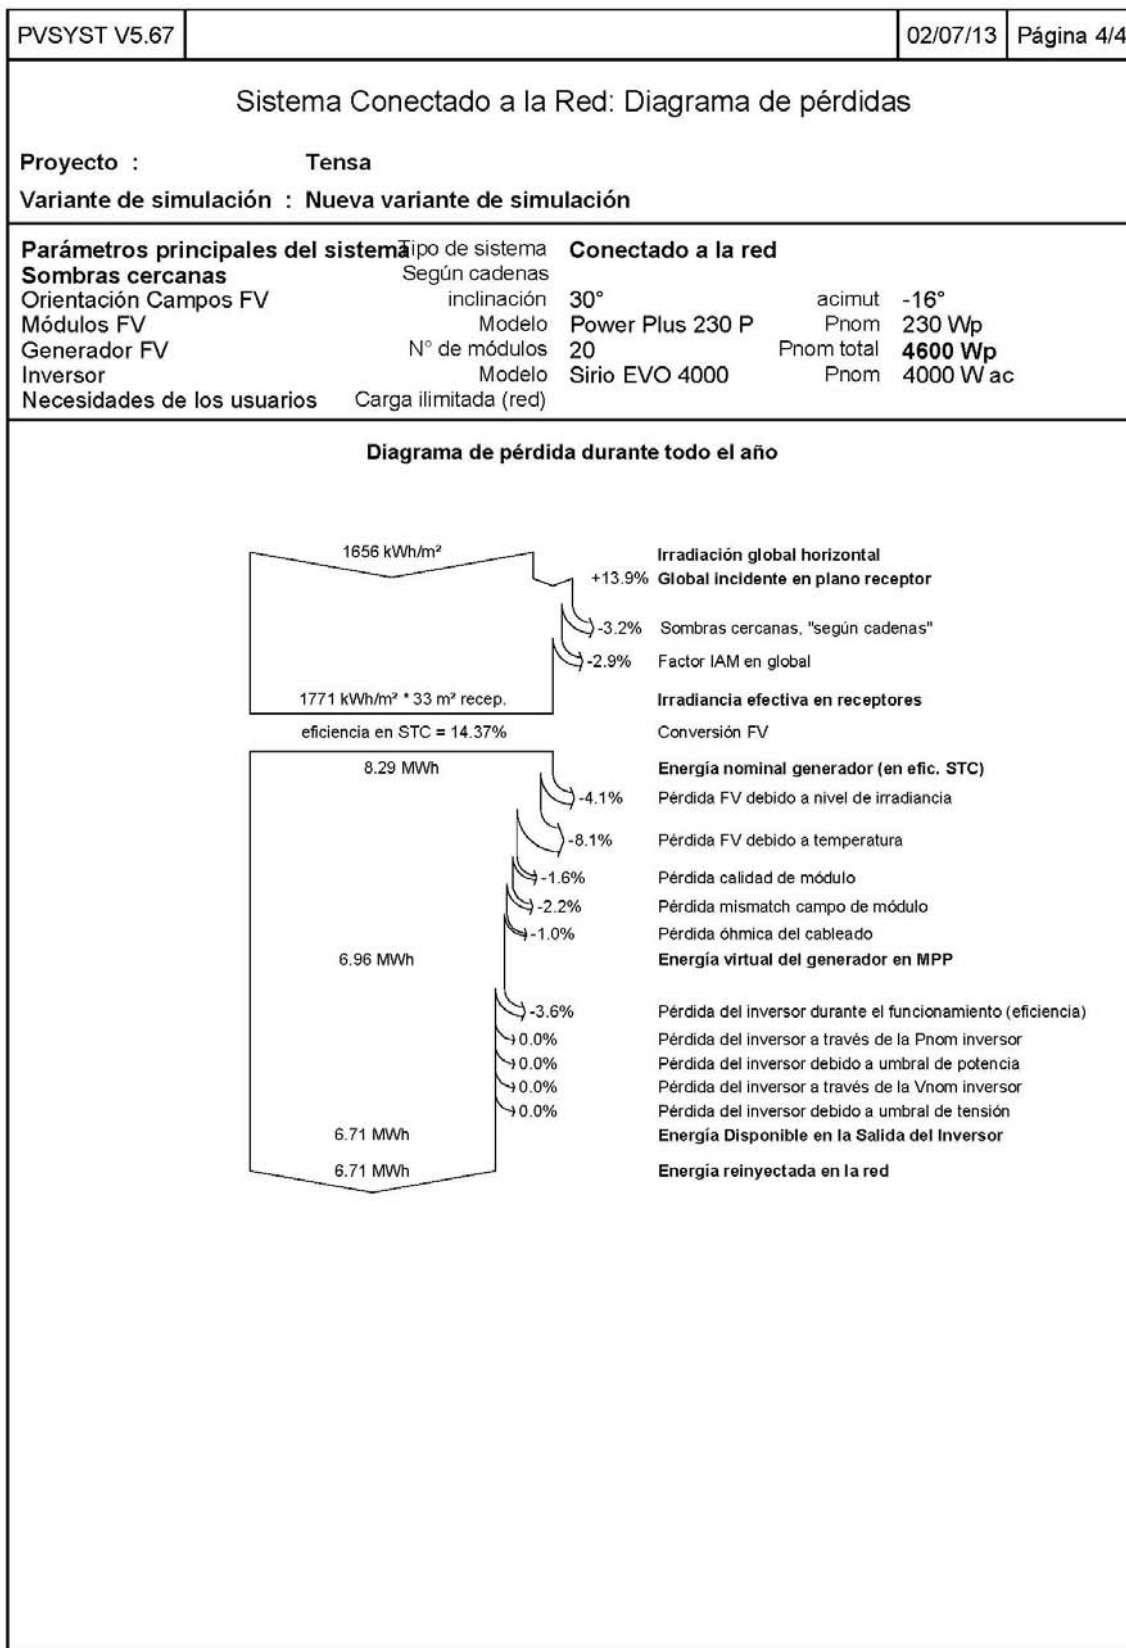 PVSYST V5.67 02/07/13 Página 4/4
Sistema Conectado a la Red: Diagrama de pérdidas
Proyecto : Tensa
Variante de simulación : Nueva variante de simulación
Parámetros principales del sistema Tipo de sistema Conectado a la red
Sombras cercanas Según cadenas
Orientación Campos FV inclinación 30° acimut -16°
Módulos FV Modelo Power Plus 230 P Pnom 230 Wp
Generador FV N° de módulos 20 Pnom total 4600 Wp
Inversor Modelo Sirio EVO 4000 Pnom 4000 W ac
Necesidades de los usuarios Carga ilimitada (red)
Diagrama de pérdida durante todo el año
1656 kWh/m² Irradiación global horizontal
+13.9% Global incidente en plano receptor
-3.2% Sombras cercanas, "según cadenas"
-2.9% Factor IAM en global
1771 kWh/m² * 33 m² recep. Irradiancia efectiva en receptores
eficiencia en STC = 14.37% Conversión FV
8.29 MWh Energía nominal generador (en efic. STC)
-4.1% Pérdida FV debido a nivel de irradiancia
-8.1% Pérdida FV debido a temperatura
-1.6% Pérdida calidad de módulo
-2.2% Pérdida mismatch campo de módulo
-1.0% Pérdida óhmica del cableado
6.96 MWh Energía virtual del generador en MPP
-3.6% Pérdida del inversor durante el funcionamiento (eficiencia)
0.0% Pérdida del inversor a través de la Pnom inversor
0.0% Pérdida del inversor debido a umbral de potencia
0.0% Pérdida del inversor a través de la Vnom inversor
0.0% Pérdida del inversor debido a umbral de tensión
6.71 MWh Energía Disponible en la Salida del Inversor
6.71 MWh Energía reinyectada en la red